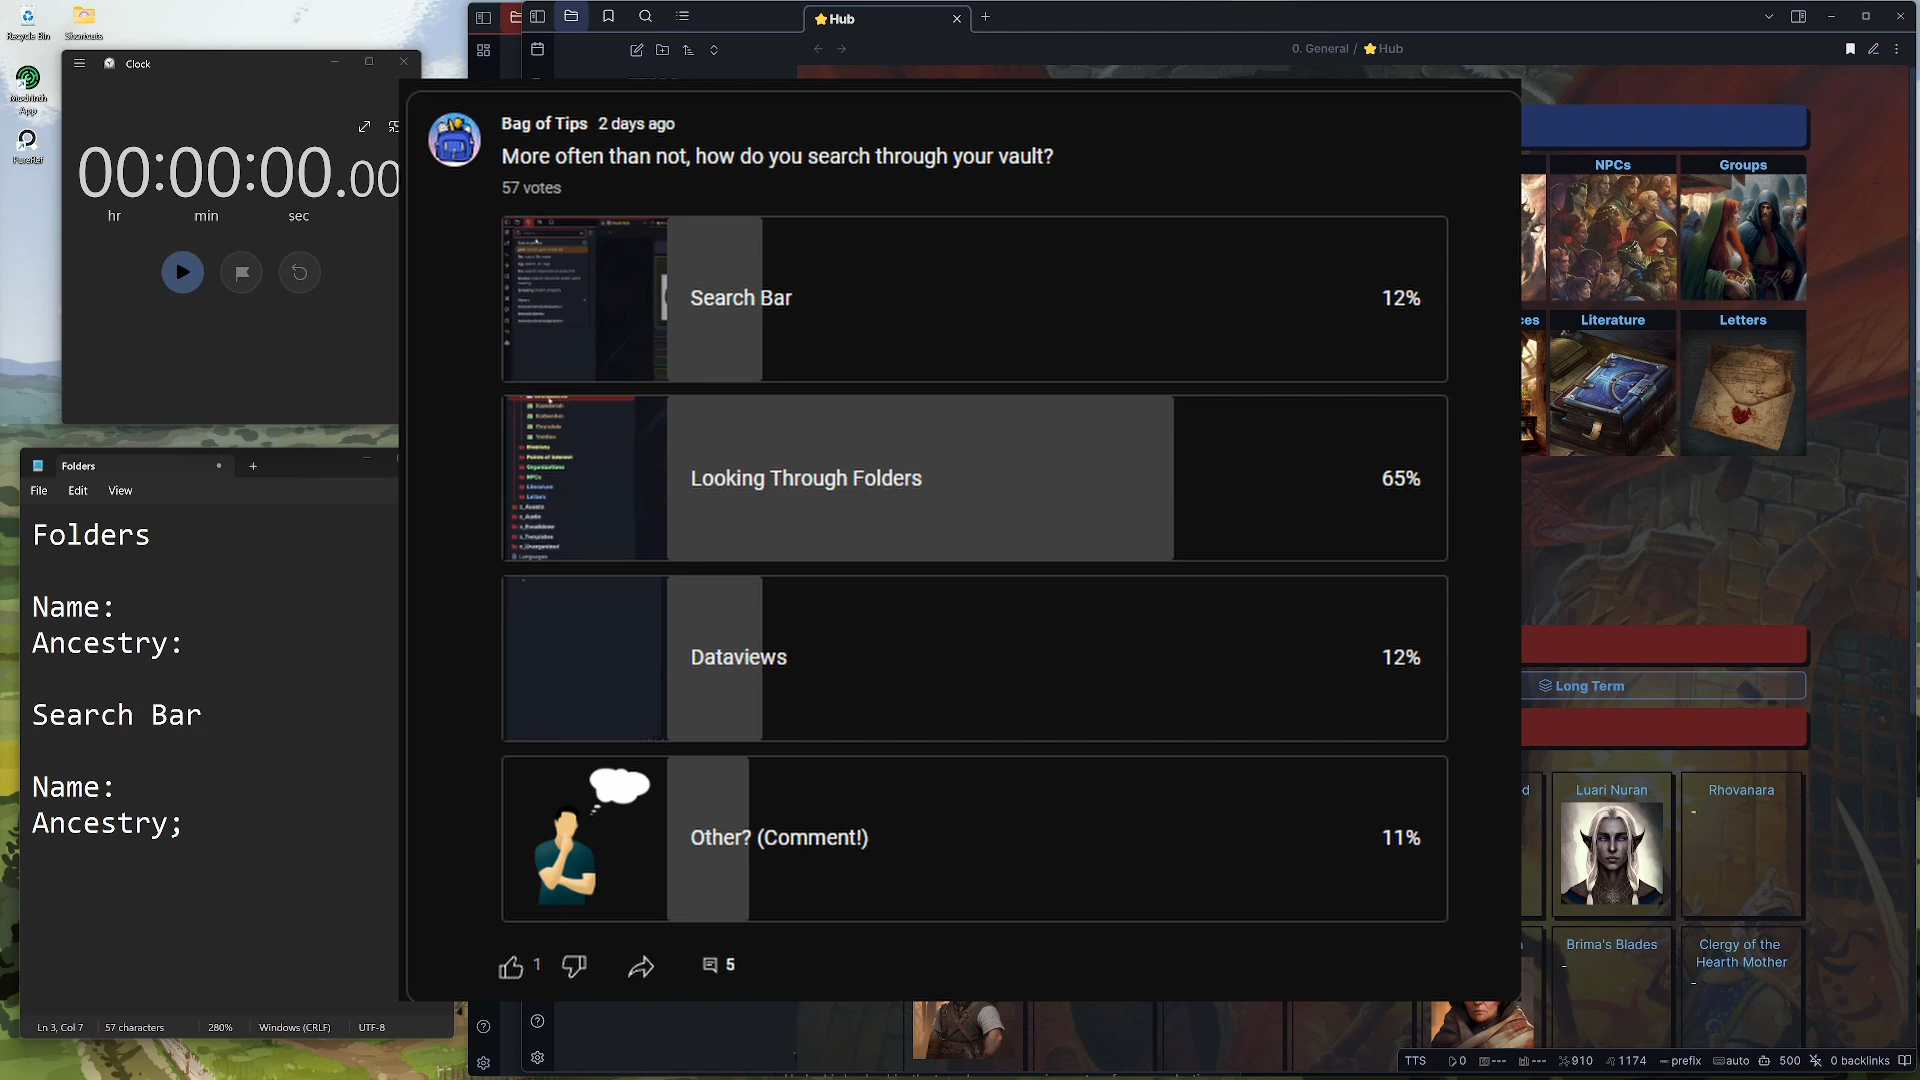 Recycle Bin
Shortcuts
Modrinth
App
PureRef
Clock
00:00:00.00
hr
min
sec
Folders
File
Edit
View
Folders
Name:
Ancestry:
Search Bar
Name:
Ancestry;
Ln 3, Col 7
57 characters
280%
Windows (CRLF)
UTF-8
Hub
0. General / Hub
Bag of Tips 2 days ago
More often than not, how do you search through your vault?
57 votes
Search Bar
12%
Looking Through Folders
65%
Dataviews
12%
Other? (Comment!)
11%
1
5
NPCs
Groups
ces
Literature
Letters
Long Term
d
Luari Nuran
Rhovanara
Brima's Blades
Clergy of the
Hearth Mother
TTS
0
---
---
910
1174
prefix
auto
500
0 backlinks